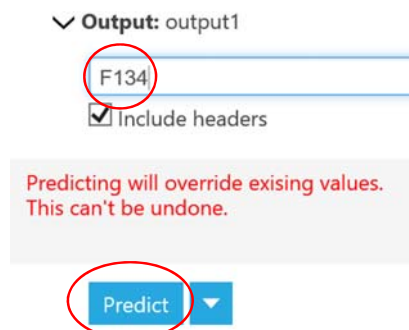 Output: output1
F134
Include headers
Predicting will override exising values.
This can't be undone.
Predict